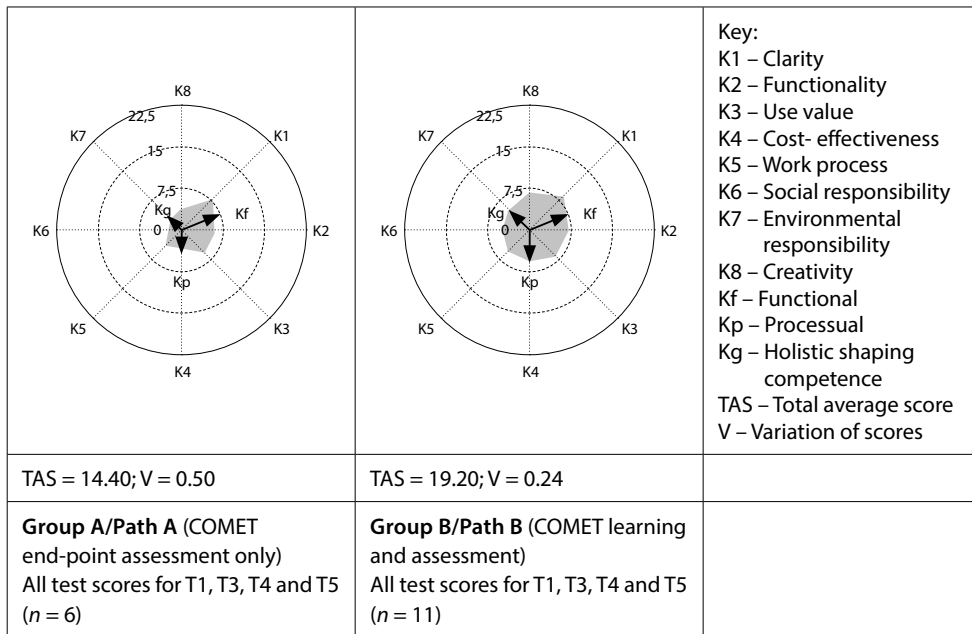 K8
22,5
K7
K1
15
7,5
Kg
Kf
K6
0
K2
Kp
K5
K3
K4
K8
22,5
K7
K1
15
7,5
Kg
Kf
K6
0
K2
Kp
K5
K3
K4
Key:
K1 – Clarity
K2 – Functionality
K3 – Use value
K4 – Cost- effectiveness
K5 – Work process
K6 – Social responsibility
K7 – Environmental
responsibility
K8 – Creativity
Kf – Functional
Kp – Processual
Kg – Holistic shaping
competence
TAS – Total average score
V – Variation of scores
TAS = 14.40; V = 0.50
TAS = 19.20; V = 0.24
Group A/Path A (COMET
end-point assessment only)
All test scores for T1, T3, T4 and T5
(n = 6)
Group B/Path B (COMET learning
and assessment)
All test scores for T1, T3, T4 and T5
(n = 11)